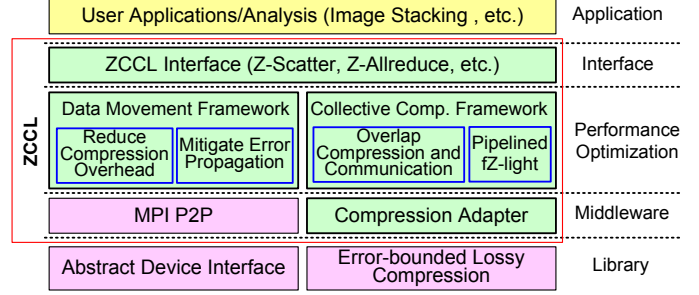 User Applications/Analysis (Image Stacking , etc.)
Application
ZCCL
ZCCL Interface (Z-Scatter, Z-Allreduce, etc.)
Interface
Data Movement Framework
Reduce
Compression
Overhead
Mitigate Error
Propagation
Collective Comp. Framework
Overlap
Compression and
Communication
Pipelined
fZ-light
Performance
Optimization
MPI P2P
Compression Adapter
Middleware
Abstract Device Interface
Error-bounded Lossy
Compression
Library